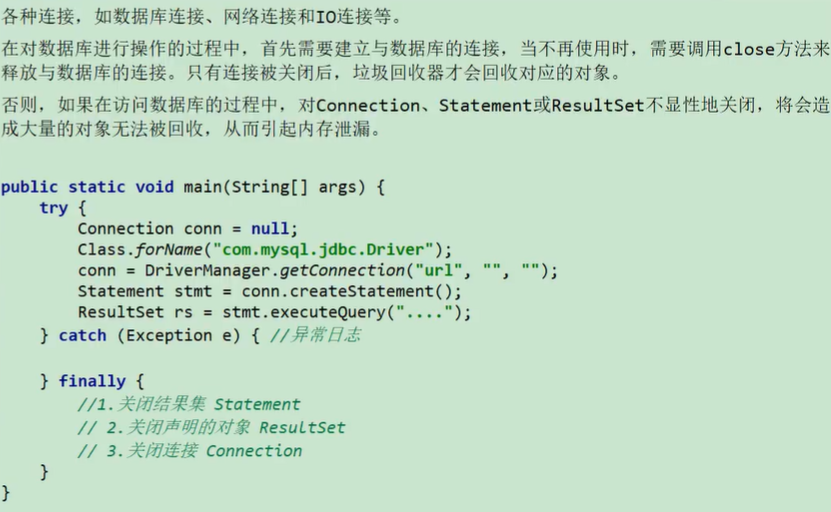 各种连接，如数据库连接、网络连接和IO连接等。
在对数据库进行操作的过程中，首先需要建立与数据库的连接，当不再使用时，需要调用close方法来
释放与数据库的连接。只有连接被关闭后，垃圾回收器才会回收对应的对象。
否则，如果在访问数据库的过程中，对Connection、Statement或ResultSet不显性地关闭，将会造
成大量的对象无法被回收，从而引起内存泄漏。
public static void main(String[] args) {
    try {
        Connection conn = null;
        Class.forName("com.mysql.jdbc.Driver");
        conn = DriverManager.getConnection("url", "", "");
        Statement stmt = conn.createStatement();
        ResultSet rs = stmt.executeQuery("....");
    } catch (Exception e) { //异常日志
    } finally {
        //1.关闭结果集 Statement
        // 2.关闭声明的对象 ResultSet
        // 3.关闭连接 Connection
    }
}